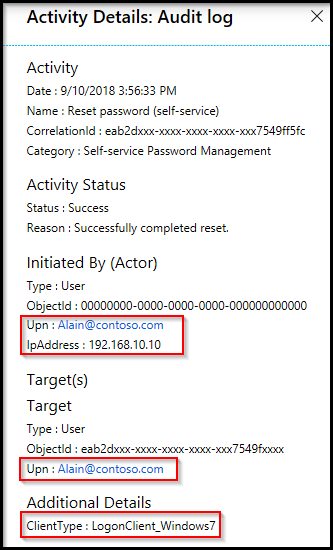 Activity Details: Audit log
Activity
Date : 9/10/2018 3:56:33 PM
Name : Reset password (self-service)
CorrelationId : eab2dxxx-xxxx-xxxx-xxxx-xxx7549ff5fc
Category : Self-service Password Management
Activity Status
Status : Success
Reason : Successfully completed reset.
Initiated By (Actor)
Type : User
ObjectId : 00000000-0000-0000-0000-000000000000
Upn : Alain@contoso.com
IpAddress : 192.168.10.10
Target(s)
Target
Type : User
ObjectId : eab2dxxx-xxxx-xxxx-xxxx-xxx7549fxxxx
Upn : Alain@contoso.com
Additional Details
ClientType : LogonClient_Windows7